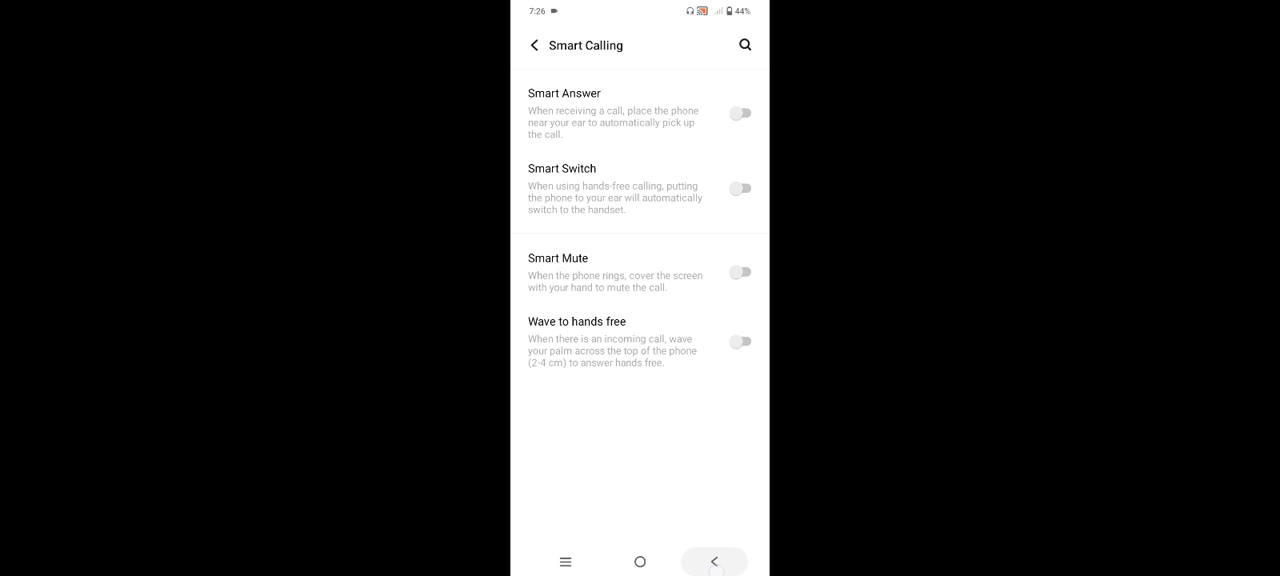 7:26
44%
Smart Calling
Smart Answer
When receiving a call, place the phone
near your ear to automatically pick up
the call.
Smart Switch
When using hands-free calling, putting
the phone to your ear will automatically
switch to the handset.
Smart Mute
When the phone rings, cover the screen
with your hand to mute the call.
Wave to hands free
When there is an incoming call, wave
your palm across the top of the phone
(2-4 cm) to answer hands free.